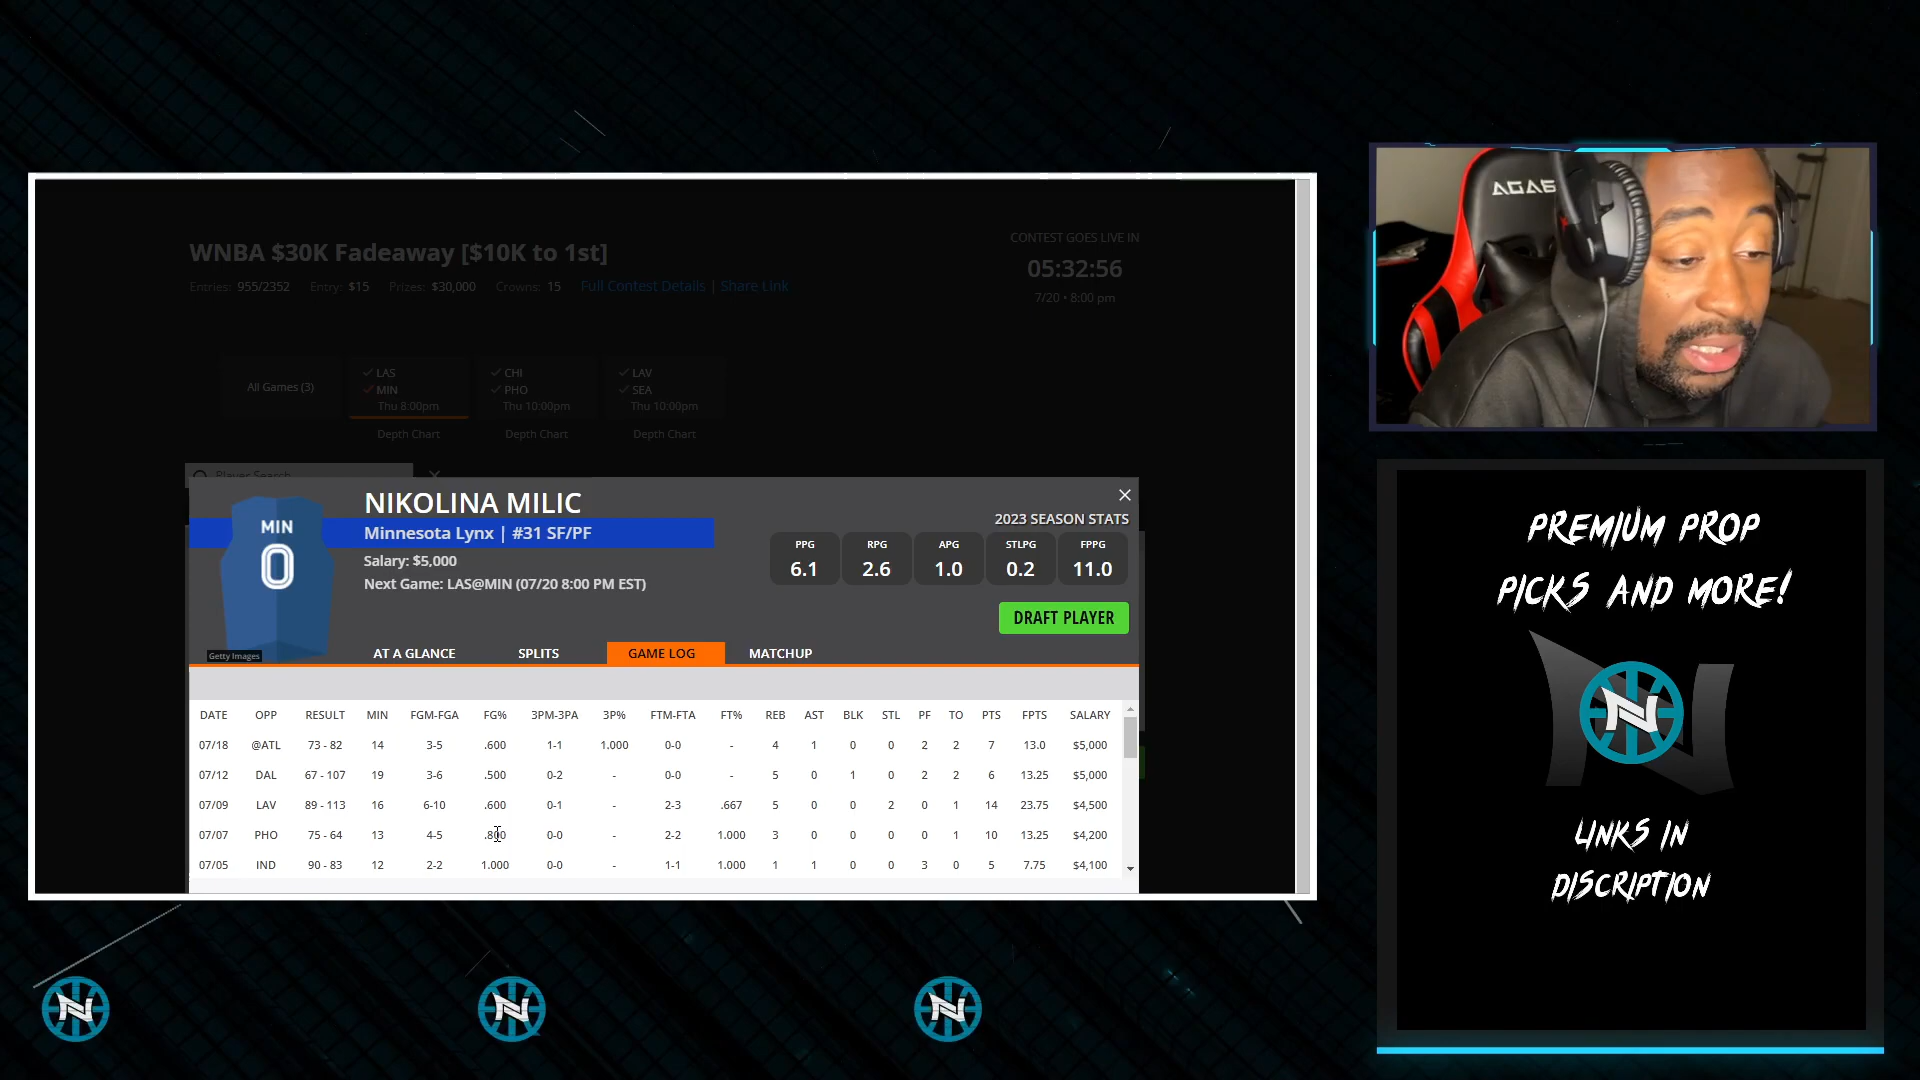 WNBA $30K Fadeaway [$10K to 1st]
Entries: 955/2352 Entry: $15 Prizes: $30,000 Crowns: 15 Full Contest Details | Share Link
CONTEST GOES LIVE IN
05:32:56
7/20 • 8:00 pm
All Games (3)
LAS
MIN
Thu 8:00pm
CHI
PHO
Thu 10:00pm
LAV
SEA
Thu 10:00pm
Depth Chart Depth Chart Depth Chart
Player Search
MIN
0
Getty Images
NIKOLINA MILIC
Minnesota Lynx | #31 SF/PF
Salary: $5,000
Next Game: LAS@MIN (07/20 8:00 PM EST)
2023 SEASON STATS
PPG RPG APG STLPG FPPG
6.1 2.6 1.0 0.2 11.0
DRAFT PLAYER
AT A GLANCE SPLITS GAME LOG MATCHUP
DATE OPP RESULT MIN FGM-FGA FG% 3PM-3PA 3P% FTM-FTA FT% REB AST BLK STL PF TO PTS FPTS SALARY
07/18 @ATL 73 - 82 14 3-5 .600 1-1 1.000 0-0 - 4 1 0 0 2 2 7 13.0 $5,000
07/12 DAL 67 - 107 19 3-6 .500 0-2 - 0-0 - 5 0 1 0 2 2 6 13.25 $5,000
07/09 LAV 89 - 113 16 6-10 .600 0-1 - 2-3 .667 5 0 0 2 0 1 14 23.75 $4,500
07/07 PHO 75 - 64 13 4-5 .800 0-0 - 2-2 1.000 3 0 0 0 0 1 10 13.25 $4,200
07/05 IND 90 - 83 12 2-2 1.000 0-0 - 1-1 1.000 1 1 0 0 3 0 5 7.75 $4,100
PREMIUM PROP
PICKS AND MORE!
N
LINKS IN
DISCRIPTION
N N N